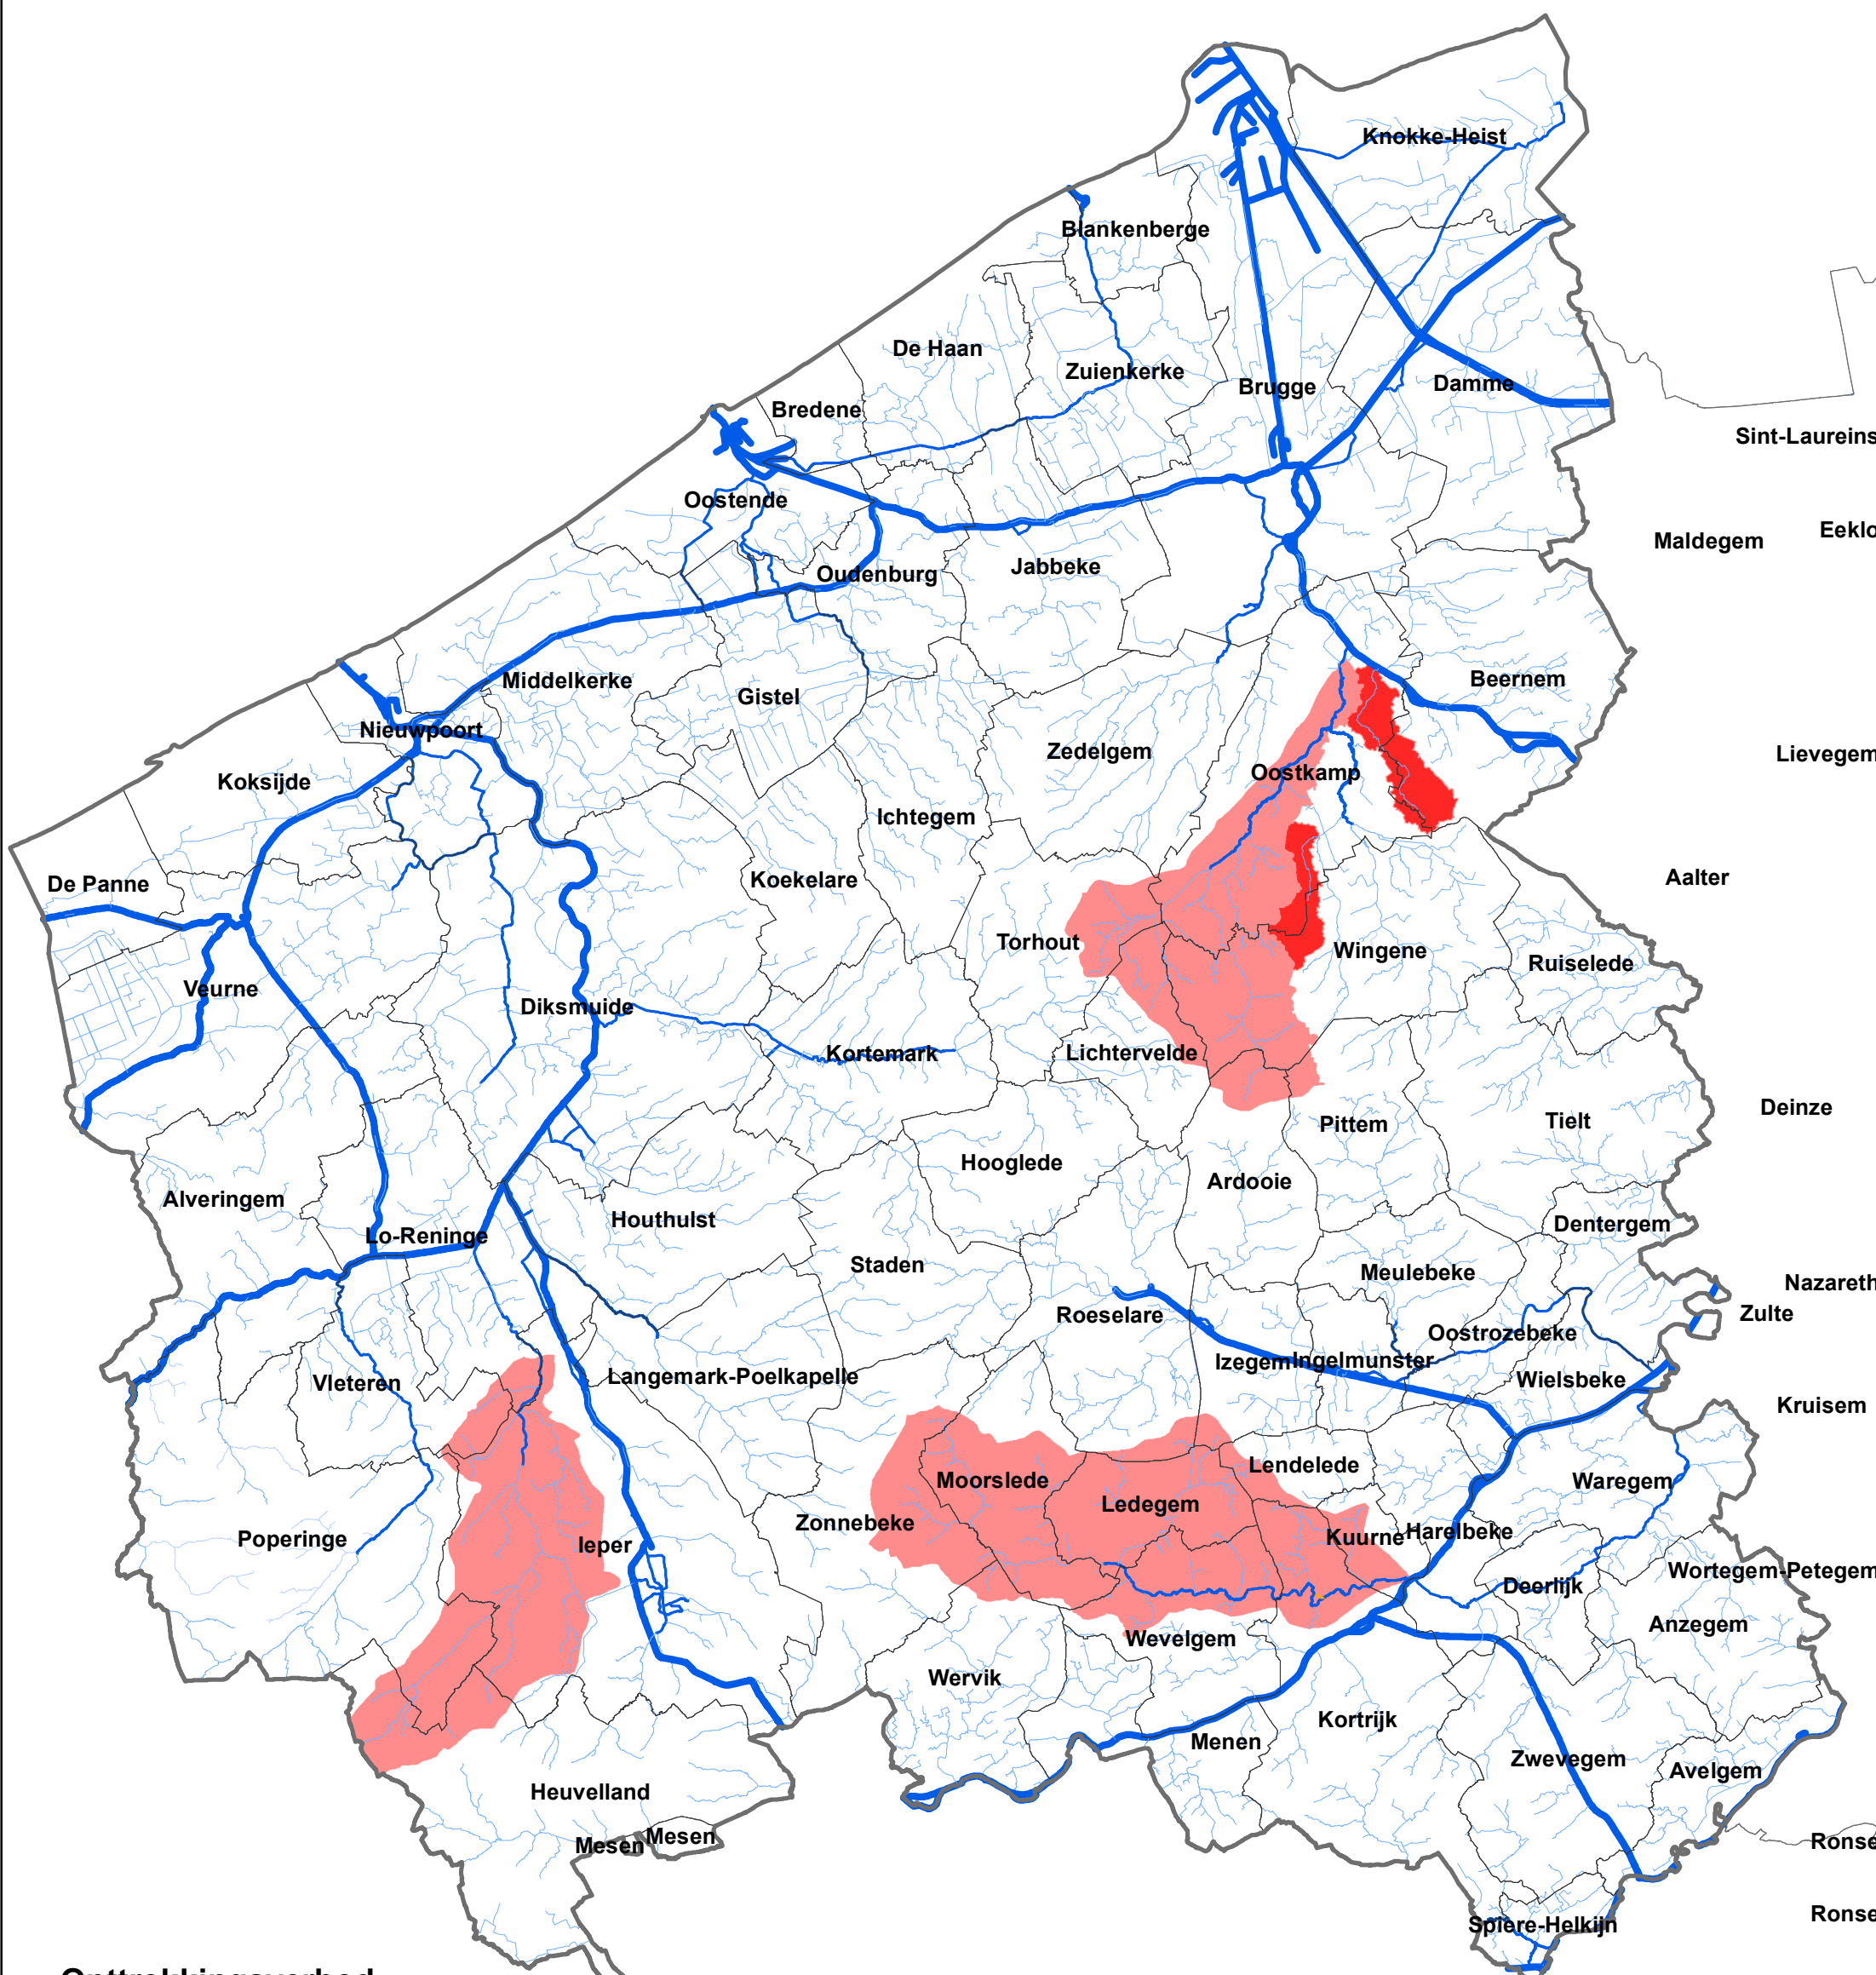 Knokke-Heist
Blankenberge
De Haan
Zuienkerke
Brugge
Damme
Bredene
Sint-Laureins
Oostende
Maldegem
Eeklo
Oudenburg
Jabbeke
Middelkerke
Gistel
Beernem
Nieuwpoort
Zedelgem
Lievegem
Koksijde
Oostkamp
Ichtegem
De Panne
Koekelare
Aalter
Torhout
Wingene
Ruiselede
Veurne
Diksmuide
Kortemark
Lichtervelde
Deinze
Pittem
Tielt
Hooglede
Ardooie
Alveringem
Houthulst
Dentergem
Lo-Reninge
Staden
Meulebeke
Nazareth
Roeselare
Zulte
Oostrozebeke
Izegem
Ingelmunster
Vleteren
Langemark-Poelkapelle
Wielsbeke
Kruisem
Moorslede
Lendelede
Waregem
Ledegem
Zonnebeke
Poperinge
Ieper
Kuurne
Harelbeke
Wortegem-Petegem
Deerlijk
Anzegem
Wevelgem
Wervik
Kortrijk
Menen
Zwevegem
Avelgem
Heuvelland
Mesen
Mesen
Ronse
Ronse
Spiere-Helkijn